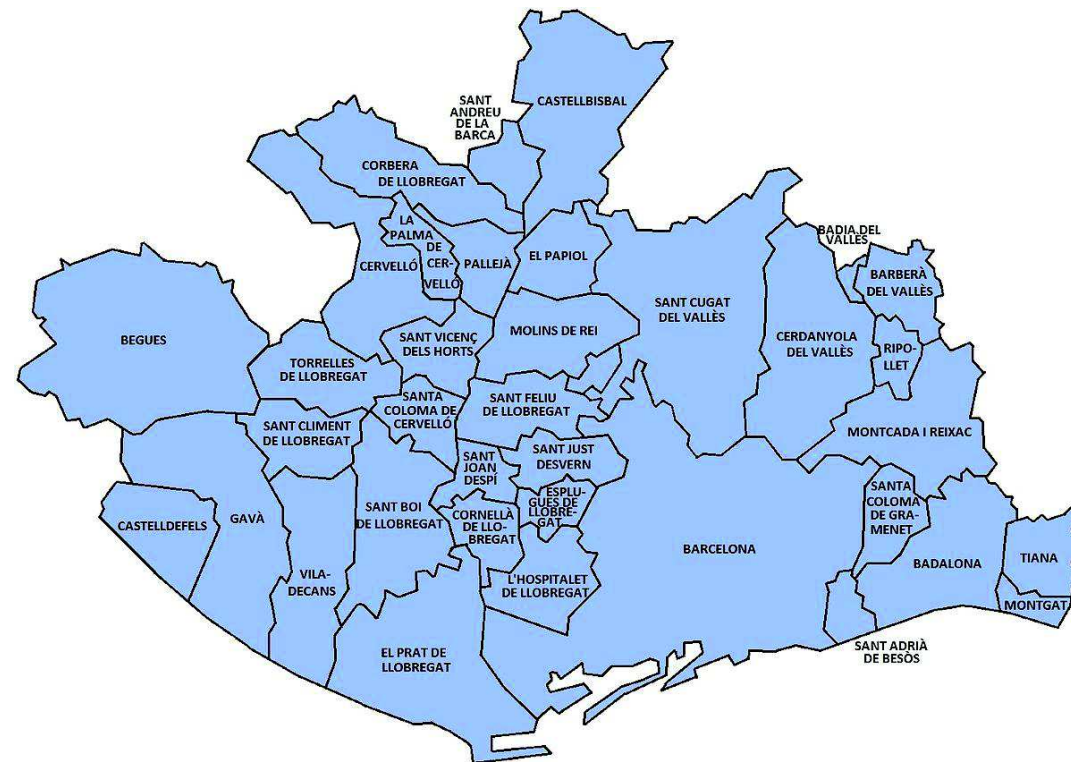 CASTELLBISBAL
SANT
ANDREU
DE LA
BARCA
CORBERA
DE LLOBREGAT
LA
PALMA
DE
CER-
VELLÓ
CERVELLÓ
PALLEJÀ
EL PAPIOL
BADIA DEL
VALLÈS
BARBERÀ
DEL VALLÈS
SANT CUGAT
DEL VALLÈS
BEGUES
SANT VICENÇ
DELS HORTS
MOLINS DE REI
CERDANYOLA
DEL VALLÈS
RIPO-
LLET
TORRELLES
DE LLOBREGAT
SANTA
COLOMA DE
CERVELLÓ
SANT FELIU
DE LLOBREGAT
SANT CLIMENT
DE LLOBREGAT
MONTCADA I REIXAC
SANT
JOAN
DESPÍ
SANT JUST
DESVERN
SANTA
COLOMA
DE GRA-
MENET
ESPLU-
GUES DE
LLOBRE-
GAT
CASTELLDEFELS
GAVÀ
SANT BOI
DE LLOBREGAT
CORNELLÀ
DE LLO-
BREGAT
BARCELONA
BADALONA
TIANA
VILA-
DECANS
L'HOSPITALET
DE LLOBREGAT
MONTGAT
EL PRAT DE
LLOBREGAT
SANT ADRIÀ
DE BESÒS